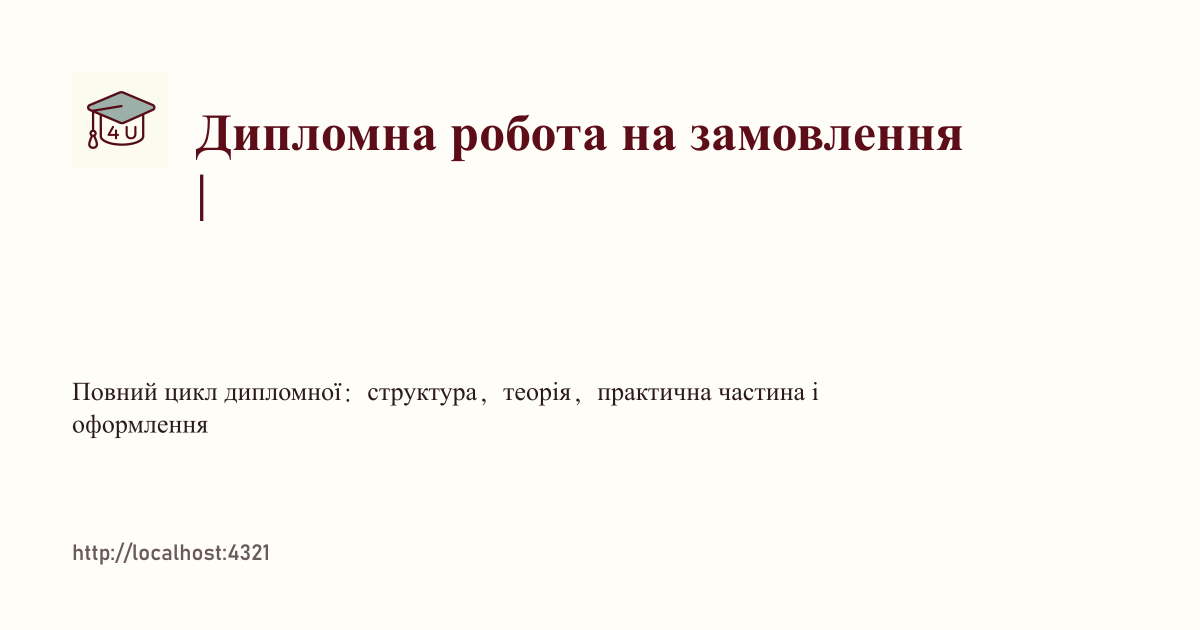 4 U
Дипломна робота на замовлення
|
Повний цикл дипломної: структура, теорія, практична частина і
оформлення
http://localhost:4321